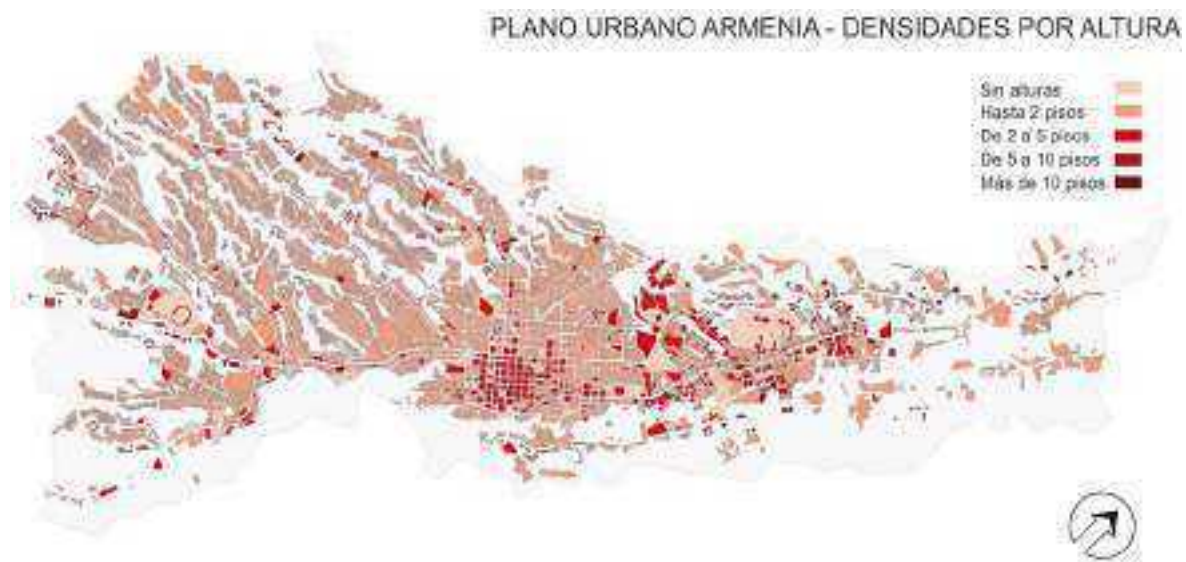 PLANO URBANO ARMENIA - DENSIDADES POR ALTURA
Sin alturas
Hasta 2 pisos
De 2 a 5 pisos
De 5 a 10 pisos
Más de 10 pisos